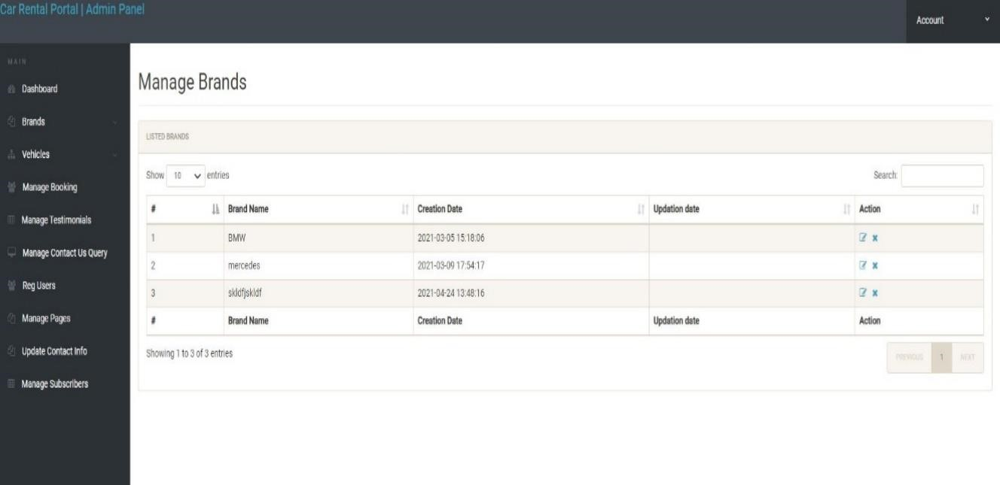 Car Rental Portal | Admin Panel
Account
MAIN
Dashboard
Brands
Vehicles
Manage Booking
Manage Testimonials
Manage Contact Us Query
Reg Users
Manage Pages
Update Contact Info
Manage Subscribers
Manage Brands
LISTED BRANDS
Show 10 entries
Search:
# Brand Name Creation Date Updation date Action
1 BMW 2021-03-05 15:18:06
2 mercedes 2021-03-09 17:54:17
3 skldfjskldf 2021-04-24 13:48:16
# Brand Name Creation Date Updation date Action
Showing 1 to 3 of 3 entries
PREVIOUS 1 NEXT